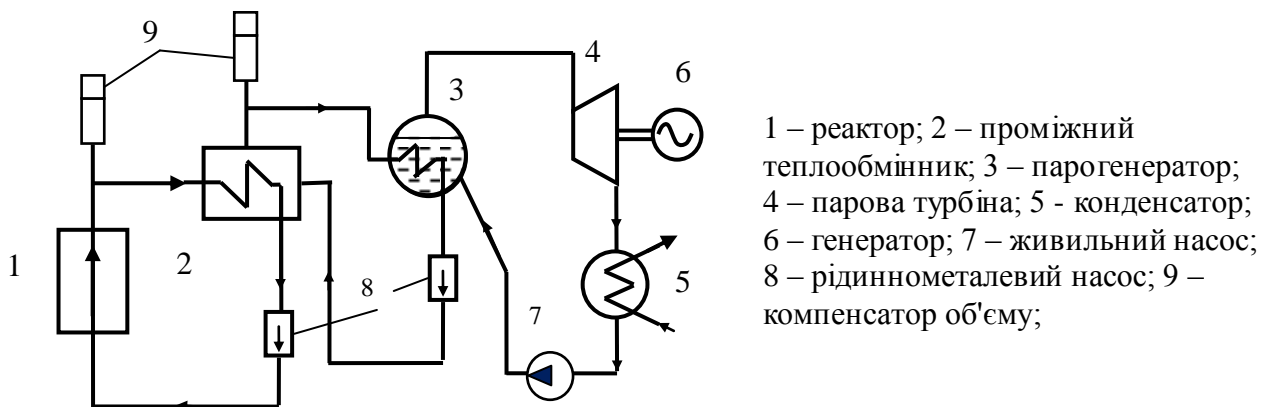 9
4
6
3
1 – реактор; 2 – проміжний
теплообмінник; 3 – парогенератор;
4 – парова турбіна; 5 - конденсатор;
6 – генератор; 7 – живильний насос;
8 – рідиннометалевий насос; 9 –
компенсатор об'єму;
1
2
8
7
5